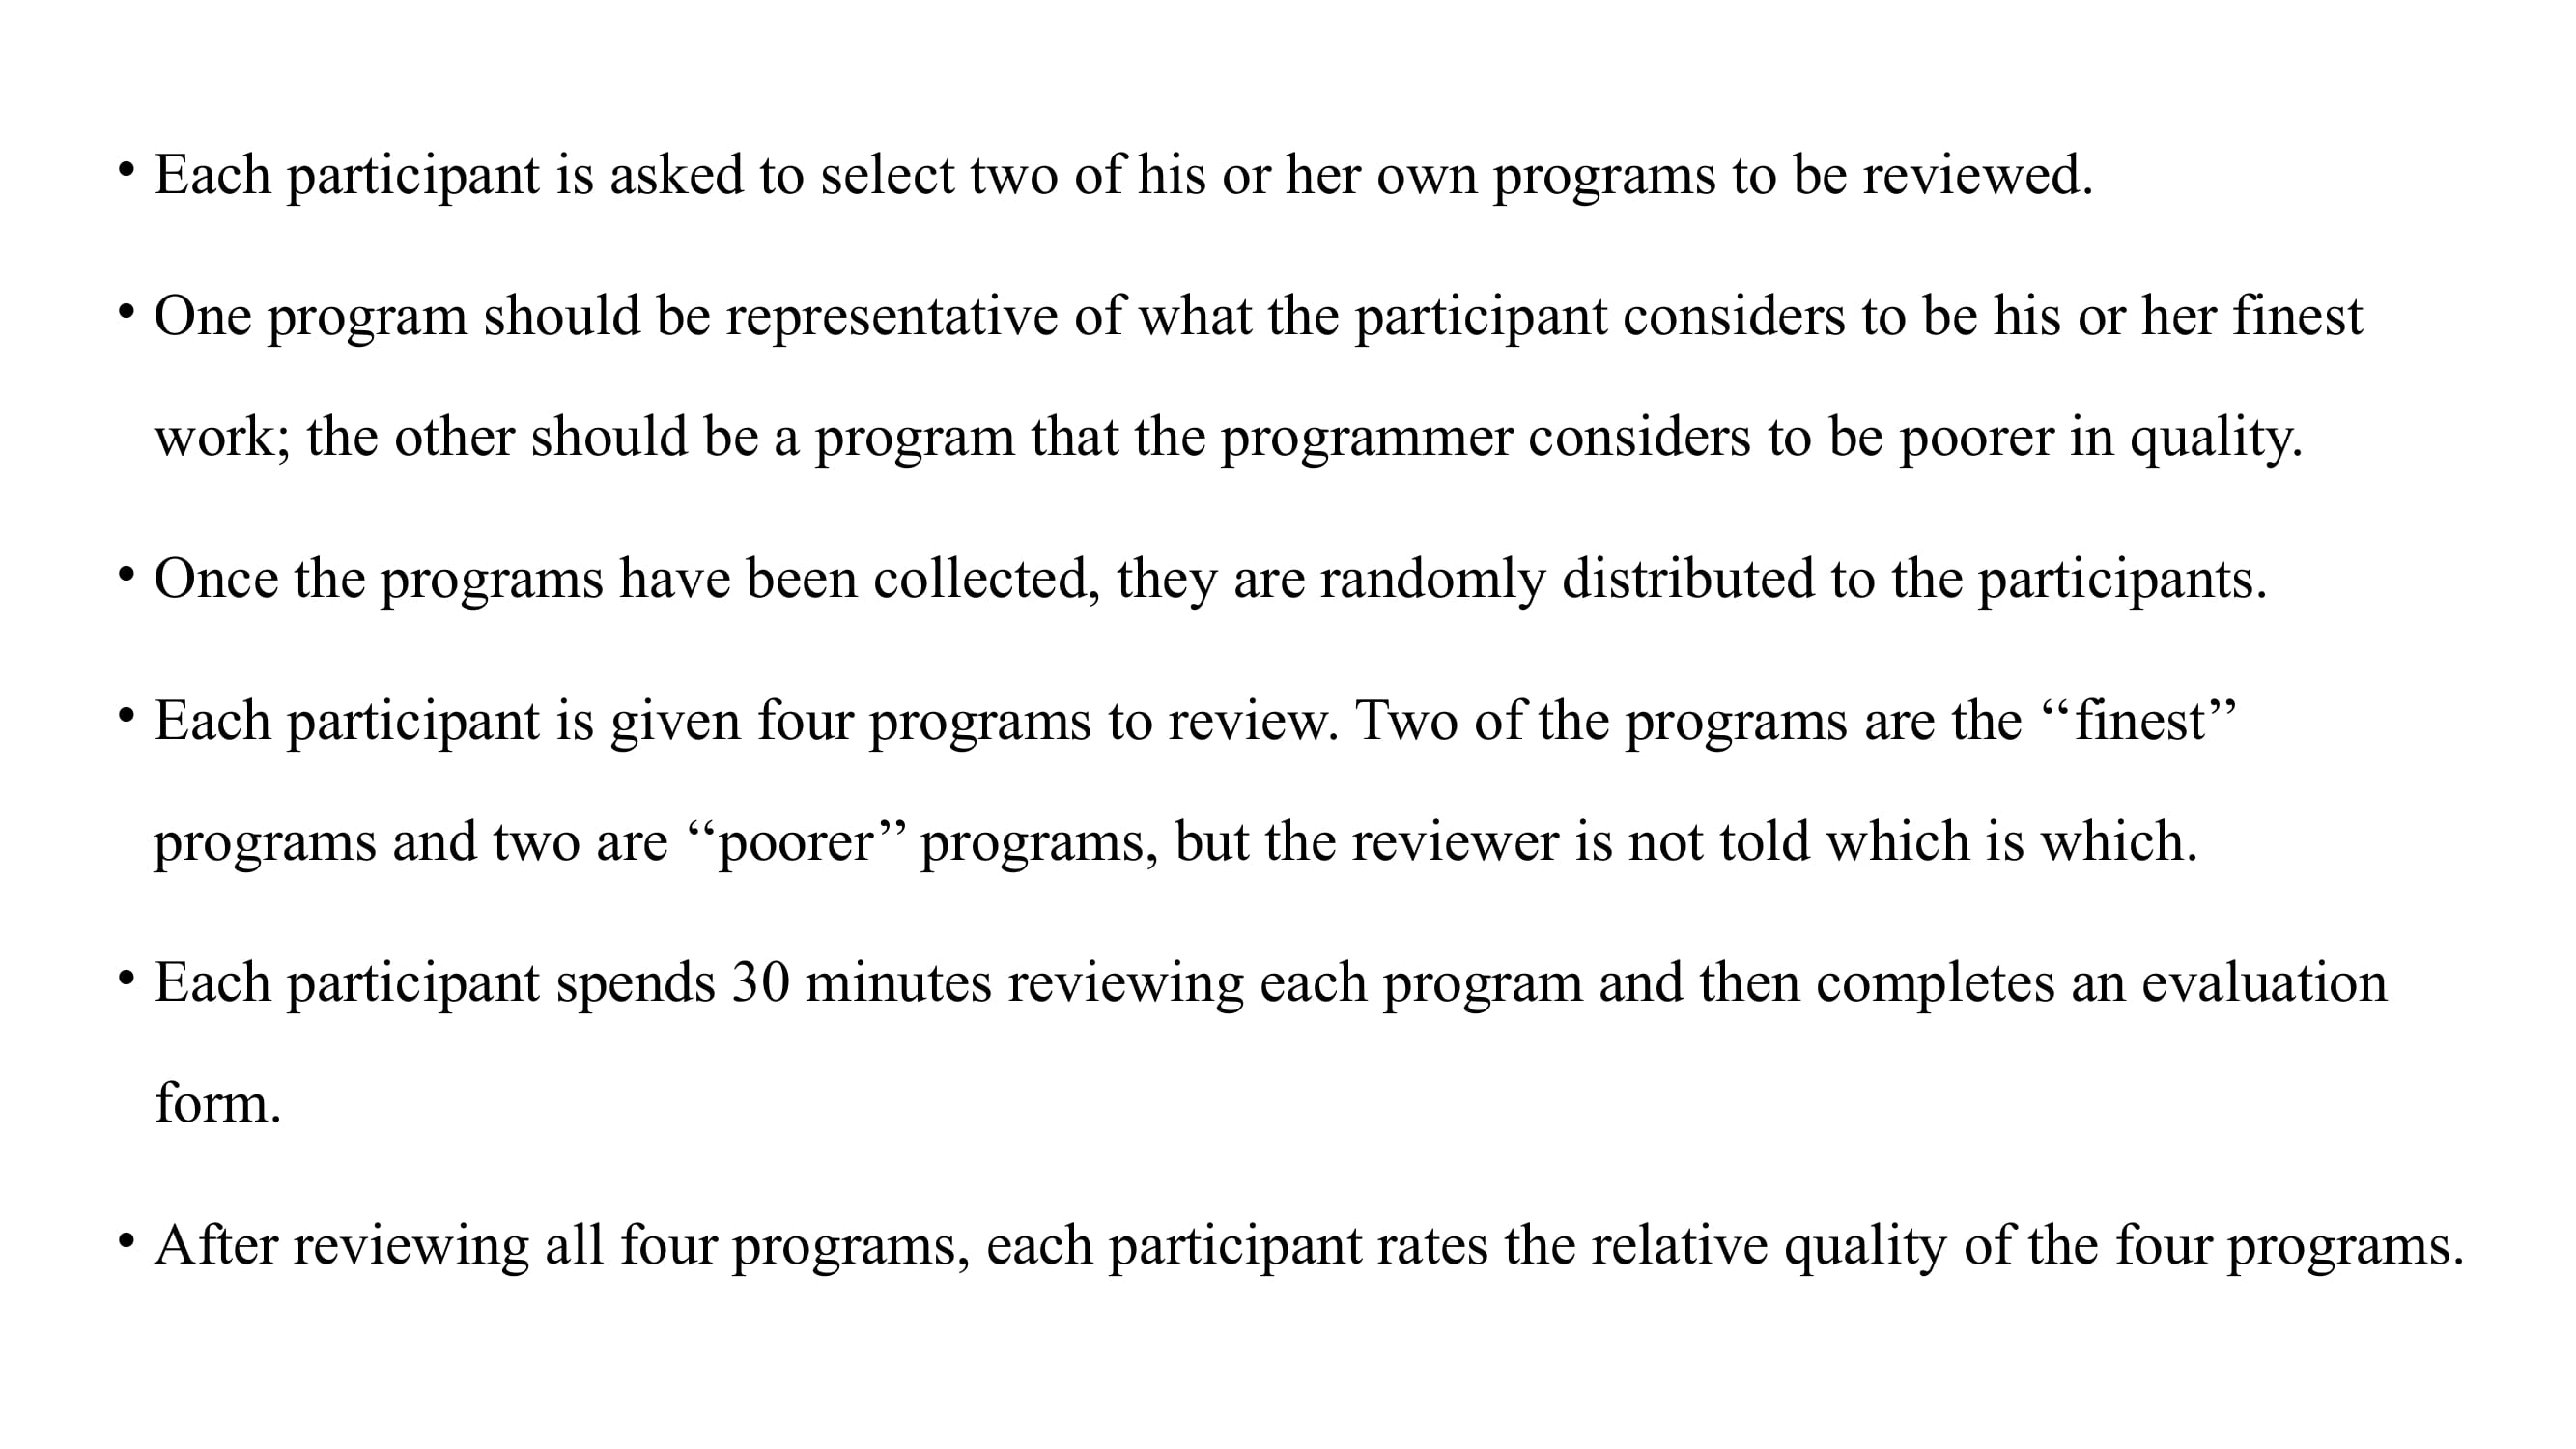 • Each participant is asked to select two of his or her own programs to be reviewed.
• One program should be representative of what the participant considers to be his or her finest
work; the other should be a program that the programmer considers to be poorer in quality.
• Once the programs have been collected, they are randomly distributed to the participants.
• Each participant is given four programs to review. Two of the programs are the ‘‘finest’’
programs and two are ‘‘poorer’’ programs, but the reviewer is not told which is which.
• Each participant spends 30 minutes reviewing each program and then completes an evaluation
form.
• After reviewing all four programs, each participant rates the relative quality of the four programs.